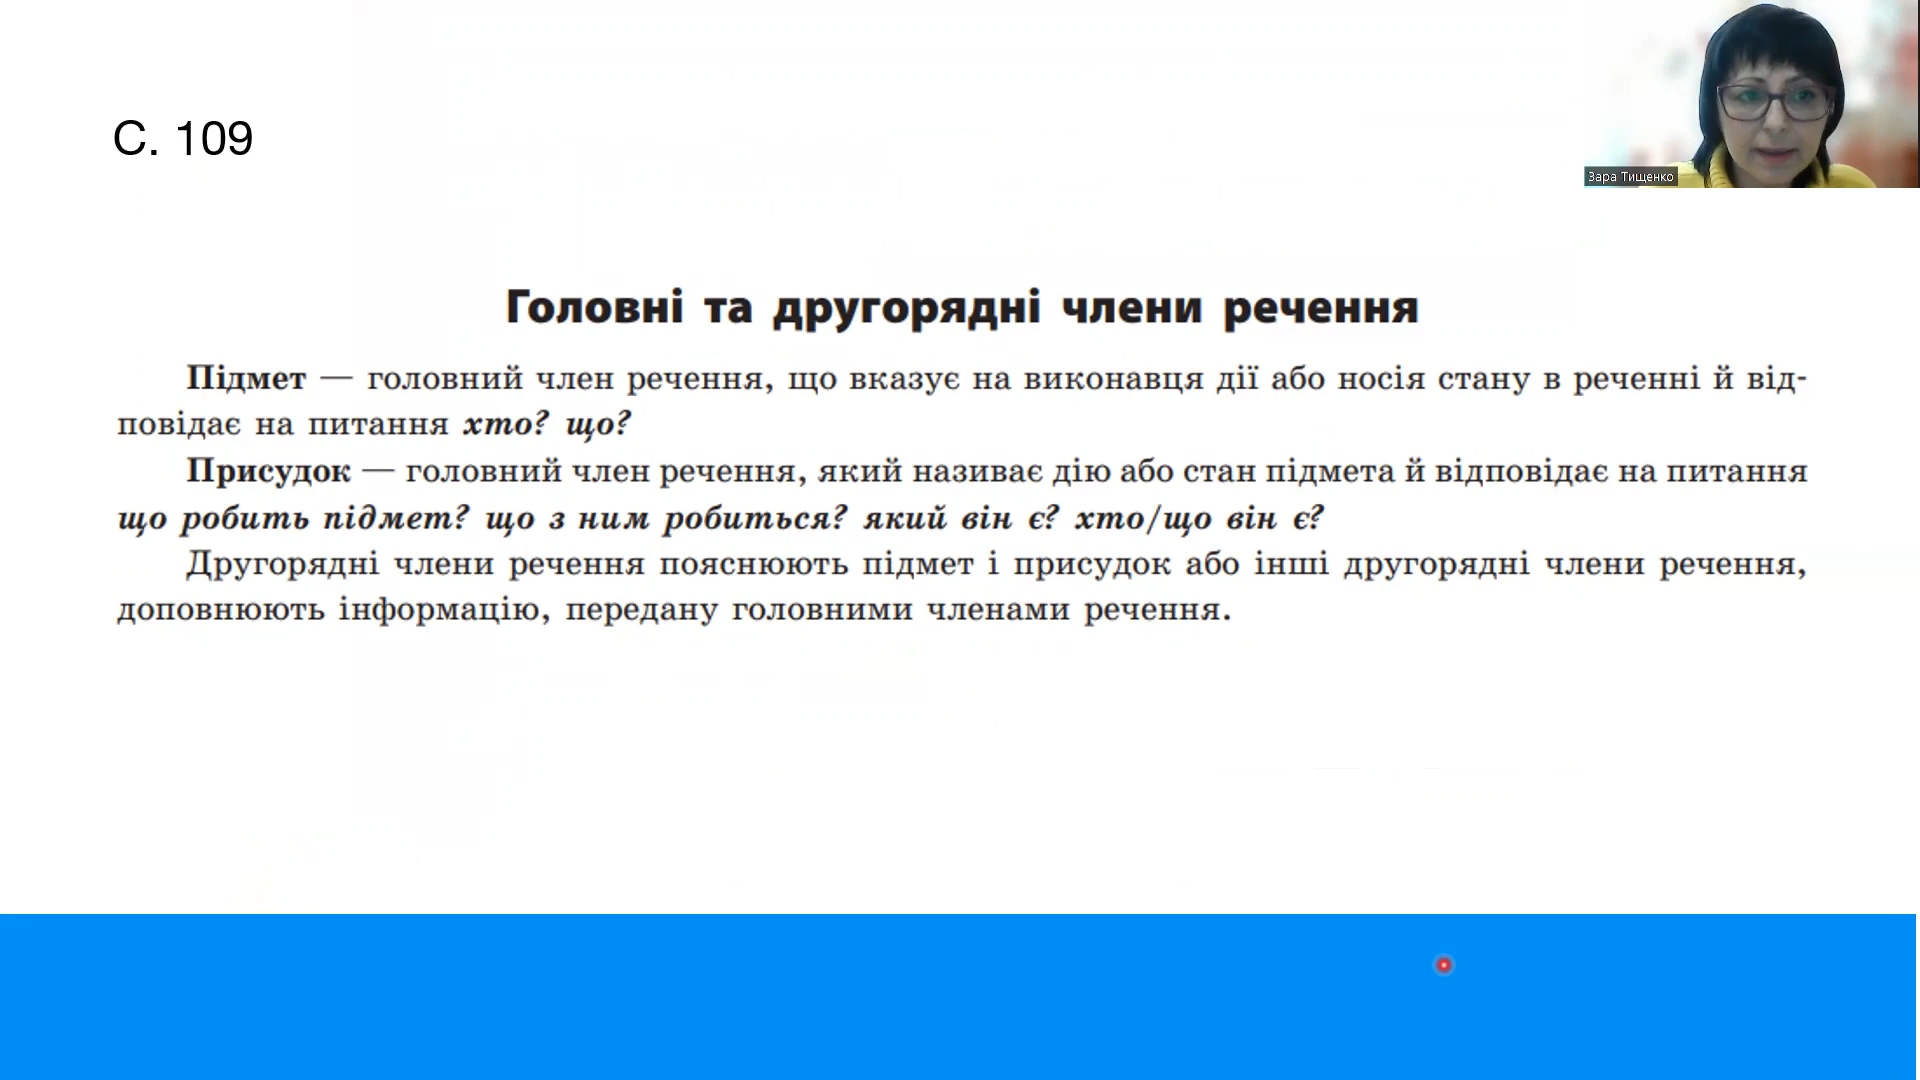 С. 109
Зара Тищенко
Головні та другорядні члени речення
Підмет — головний член речення, що вказує на виконавця дії або носія стану в реченні й від-
повідає на питання хто? що?
Присудок — головний член речення, який називає дію або стан підмета й відповідає на питання
що робить підмет? що з ним робиться? який він є? хто/що він є?
Другорядні члени речення пояснюють підмет і присудок або інші другорядні члени речення,
доповнюють інформацію, передану головними членами речення.